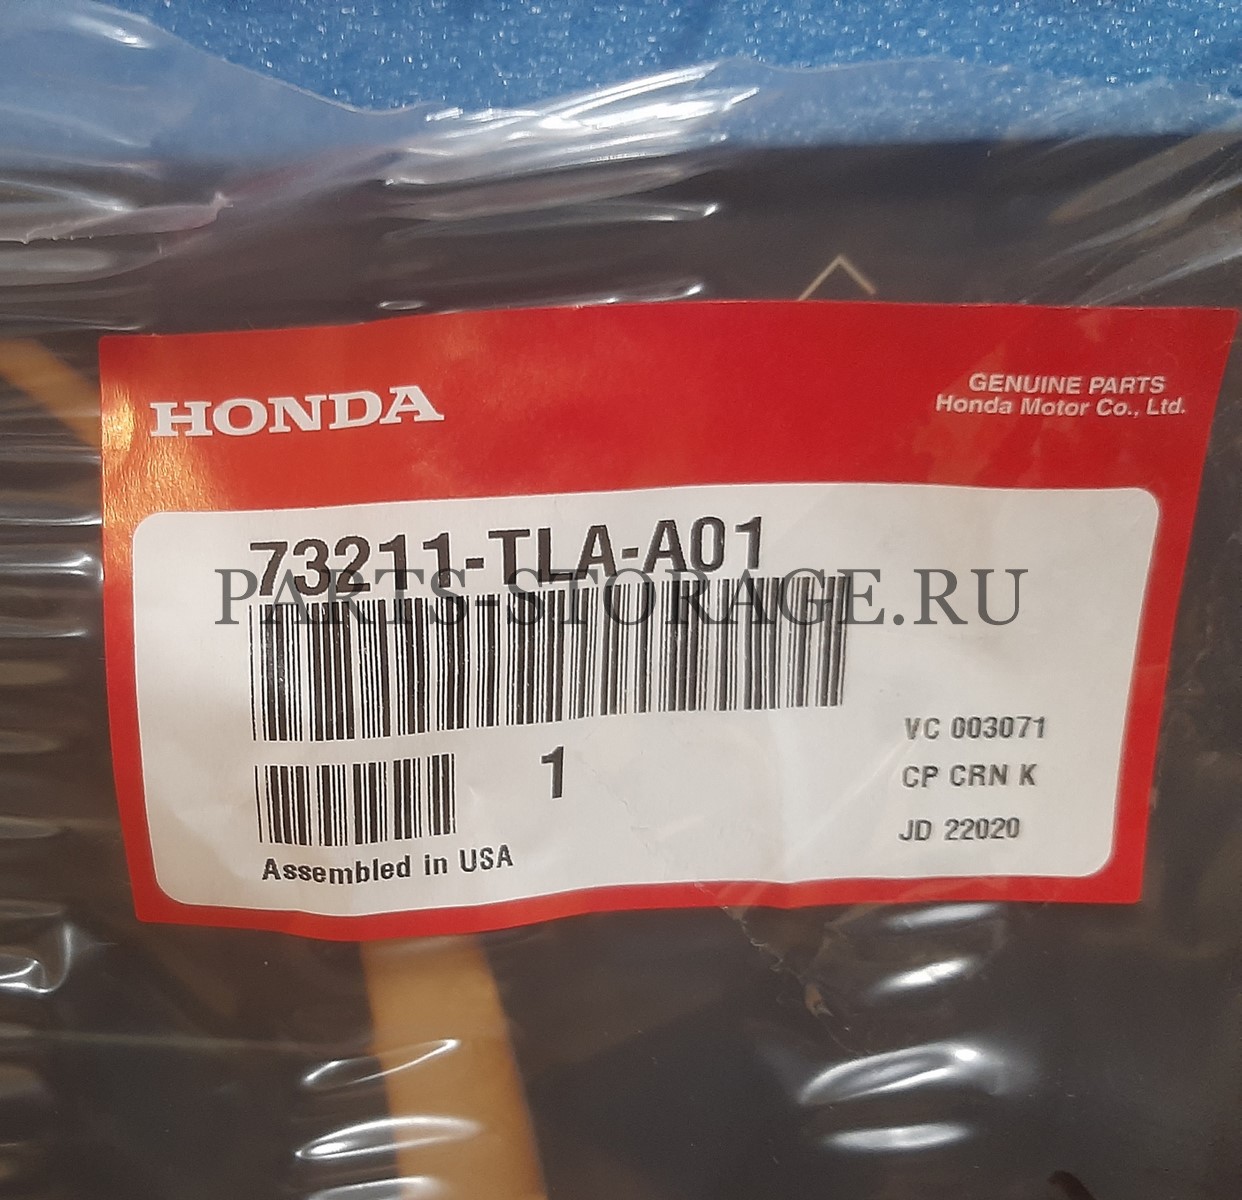 HONDA
GENUINE PARTS
Honda Motor Co., Ltd.
73211-TLA-A01
PARTS-STORAGE.RU
VC 003071
1
CP CRN K
JD 22020
Assembled in USA